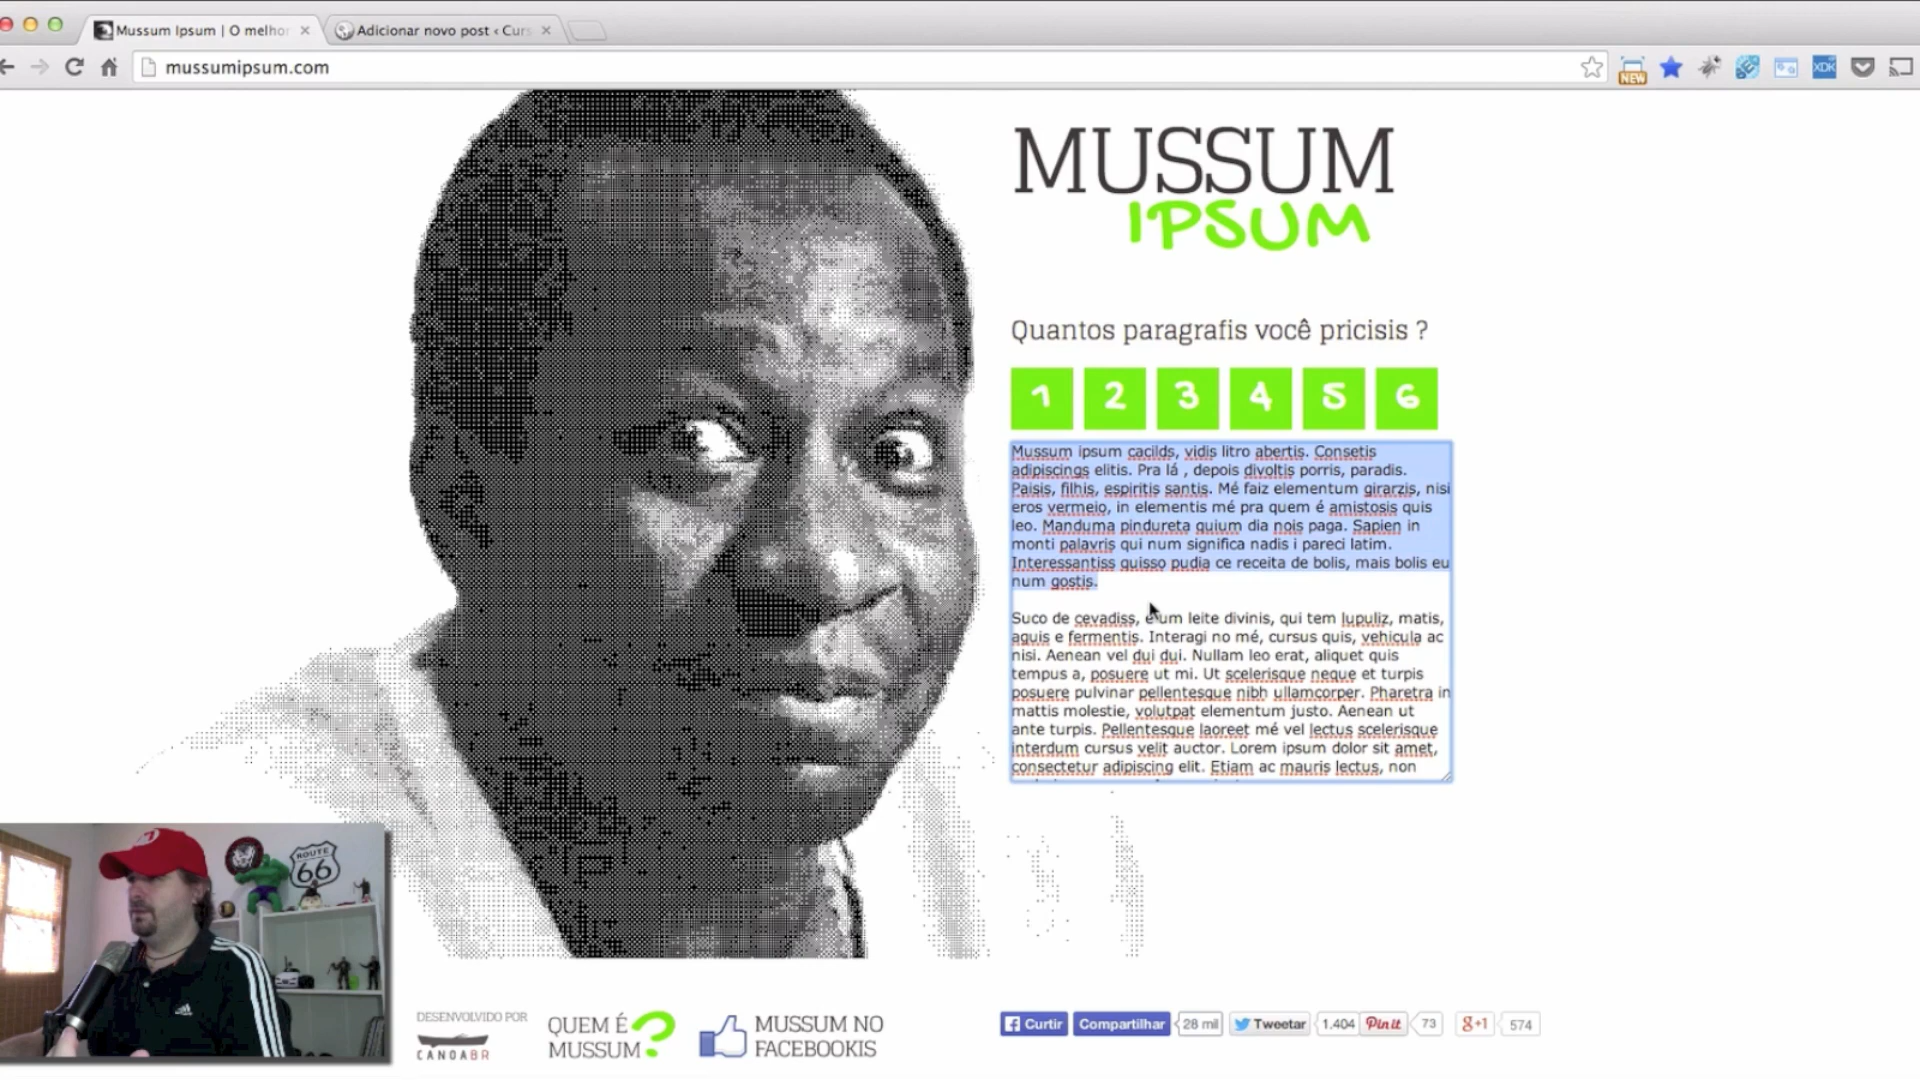 Mussum Ipsum | O melho
Adicionar novo post ‹ Curs
mussumipsum.com
NEW
XDK
MUSSUM
IPSUM
Quantos paragrafis você pricisis ?
1 2 3 4 5 6
Mussum ipsum cacilds, vidis litro abertis. Consetis
adipiscings elitis. Pra lá , depois divoltis porris, paradis.
Paisis, filhis, espiritis santis. Mé faiz elementum girarzis, nisi
eros vermeio, in elementis mé pra quem é amistosis quis
leo. Manduma pindureta quium dia nois paga. Sapien in
monti palavris qui num significa nadis i pareci latim.
Interessantiss quisso pudia ce receita de bolis, mais bolis eu
num gostis.
Suco de cevadiss, é um leite divinis, qui tem lupuliz, matis,
aguis e fermentis. Interagi no mé, cursus quis, vehicula ac
nisi. Aenean vel dui dui. Nullam leo erat, aliquet quis
tempus a, posuere ut mi. Ut scelerisque neque et turpis
posuere pulvinar pellentesque nibh ullamcorper. Pharetra in
mattis molestie, volutpat elementum justo. Aenean ut
ante turpis. Pellentesque laoreet mé vel lectus scelerisque
interdum cursus velit auctor. Lorem ipsum dolor sit amet,
consectetur adipiscing elit. Etiam ac mauris lectus, non
ROUTE
66
adidas
DESENVOLVIDO POR
CANOABR
QUEM É
MUSSUM ?
MUSSUM NO
FACEBOOKIS
Curtir
Compartilhar
28 mil
Tweetar
1.404
Pinit
73
g+1
574